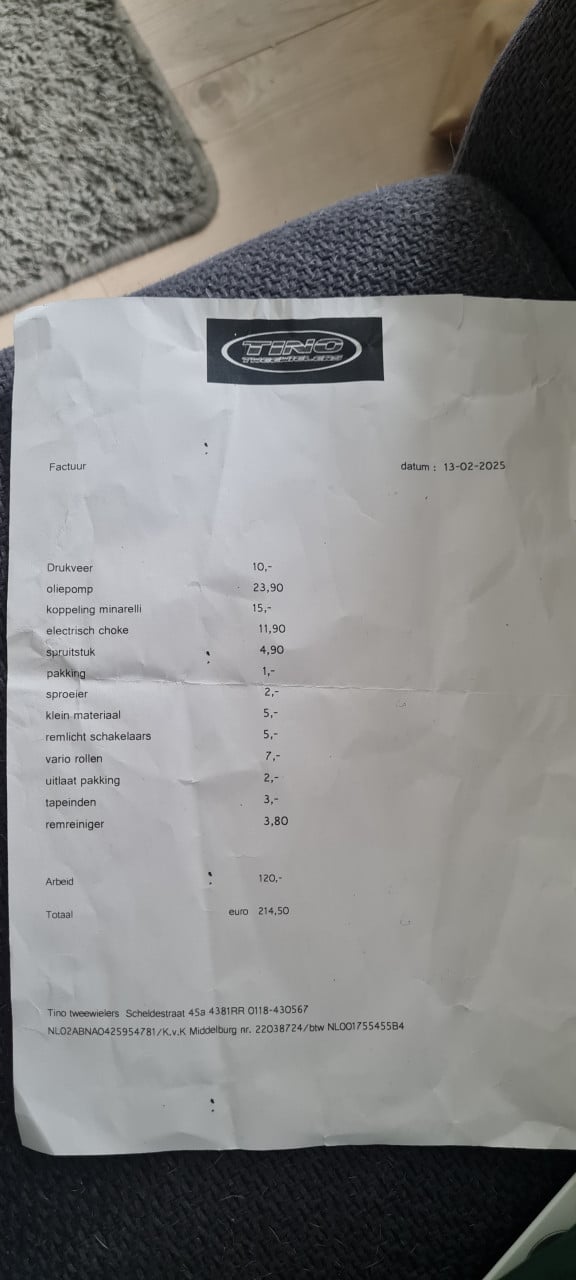 TINO
TWEEWIELERS
Factuur datum : 13-02-2025
Drukveer 10,-
oliepomp 23,90
koppeling minarelli 15,-
electrisch choke 11,90
spruitstuk 4,90
pakking 1,-
sproeier 2,-
klein materiaal 5,-
remlicht schakelaars 5,-
vario rollen 7,-
uitlaat pakking 2,-
tapeinden 3,-
remreiniger 3,80
Arbeid 120,-
Totaal euro 214,50
Tino tweewielers Scheldestraat 45a 4381RR 0118-430567
NL02ABNA0425954781/K.v.K Middelburg nr. 22038724/btw NL001755455B4